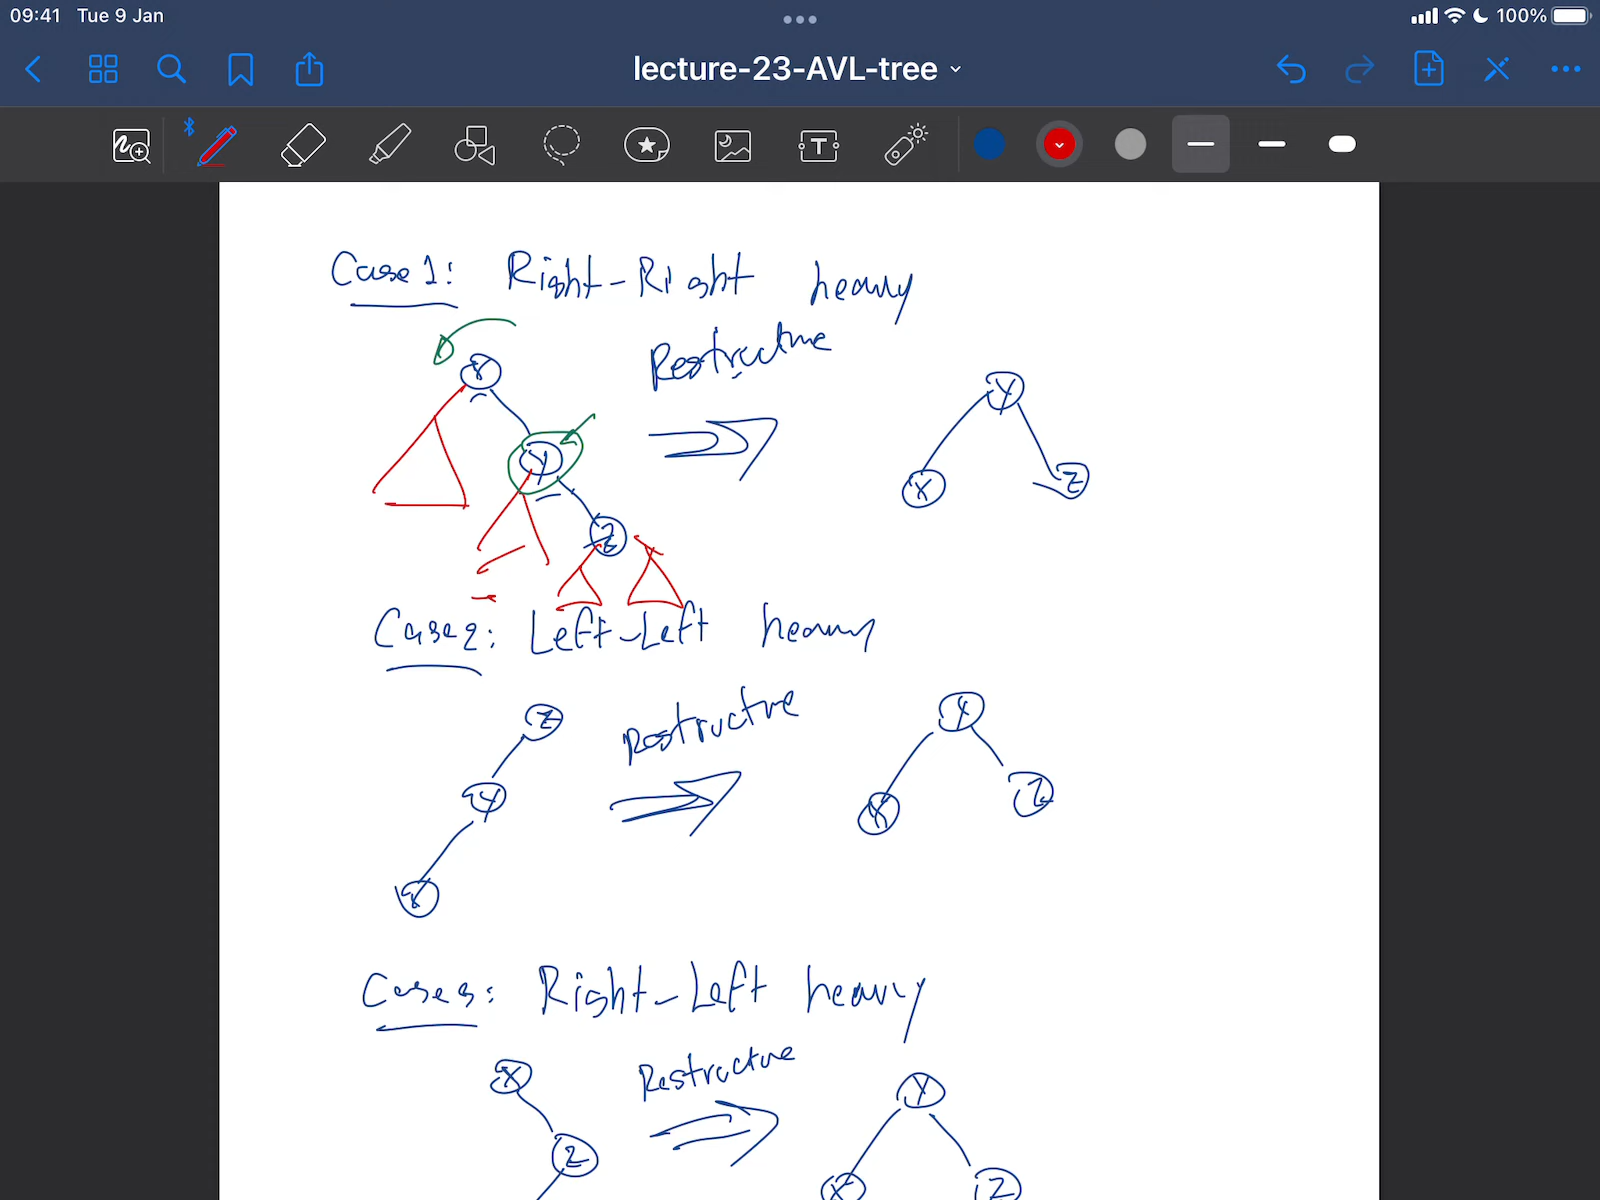 09:41 Tue 9 Jan 100%
lecture-23-AVL-tree
T
Case 1: Right-Right heavy
Restructure
X
Y
Y
X
Z
Z
Case 2: Left-Left heavy
Restructure
Z
Y
Y
X
Z
X
Case 3: Right-Left heavy
Restructure
X
Y
Z
X
Z